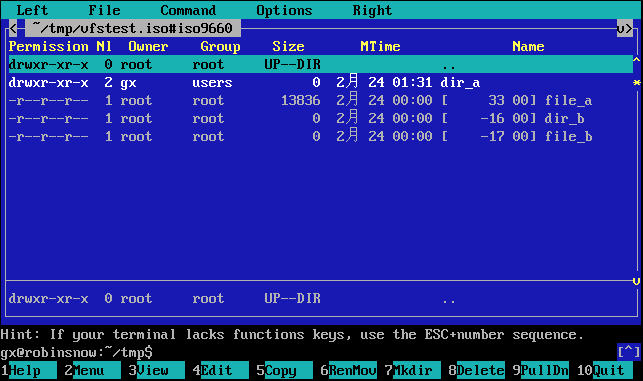 Left File Command Options Right
< ~/tmp/vfstest.iso#iso9660 v>
Permission Nl Owner Group Size MTime Name
drwxr-xr-x 0 root root UP--DIR ..
drwxr-xr-x 2 gx users 0 2月 24 01:31 dir_a
-r--r--r-- 1 root root 13836 2月 24 00:00 [ 33 00] file_a
-r--r--r-- 1 root root 0 2月 24 00:00 [ -16 00] dir_b
-r--r--r-- 1 root root 0 2月 24 00:00 [ -17 00] file_b
drwxr-xr-x 0 root root UP--DIR ..
Hint: If your terminal lacks functions keys, use the ESC+number sequence.
gx@robinsnow:~/tmp$ [^]
1Help 2Menu 3View 4Edit 5Copy 6RenMov 7Mkdir 8Delete 9PullDn 10Quit